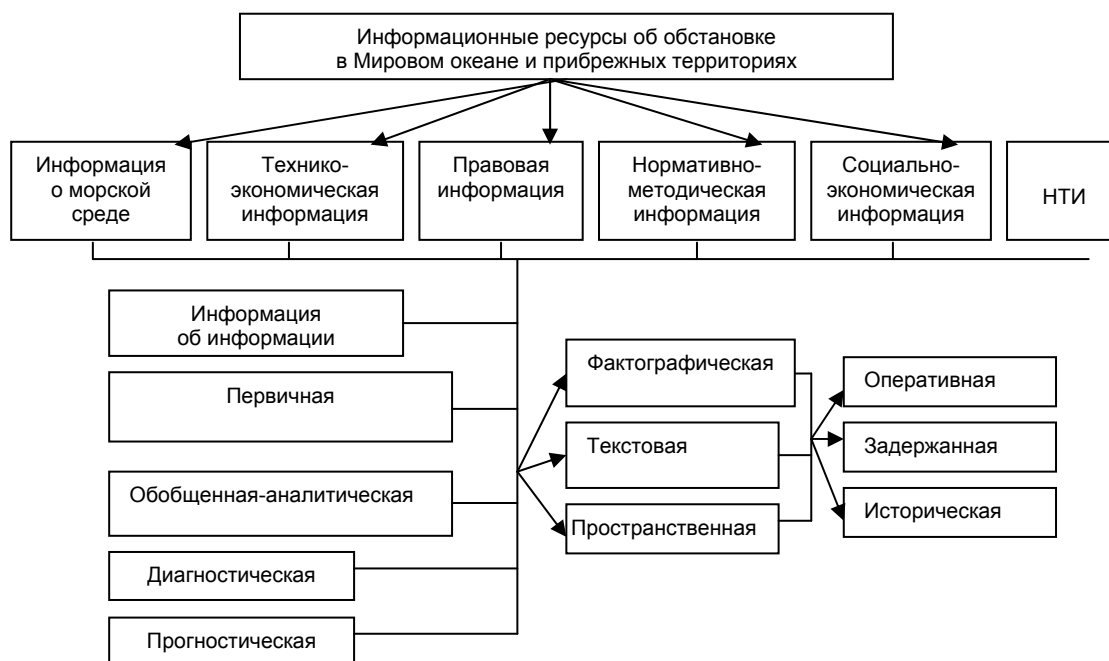 Информационные ресурсы об обстановке
в Мировом океане и прибрежных территориях
Информация
о морской
среде
Технико-
экономическая
информация
Правовая
информация
Нормативно-
методическая
информация
Социально-
экономическая
информация
НТИ
Информация
об информации
Первичная
Обобщенная-аналитическая
Диагностическая
Прогностическая
Фактографическая
Текстовая
Пространственная
Оперативная
Задержанная
Историческая